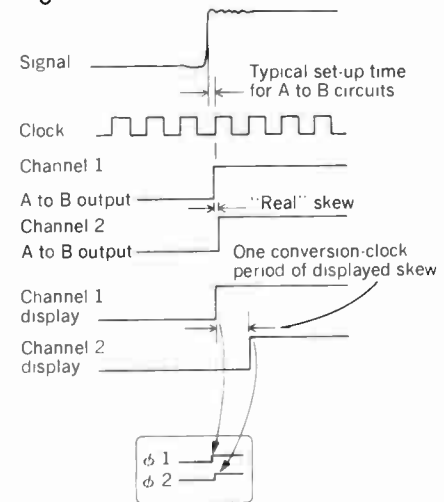 Signal
Typical set-up time
for A to B circuits
Clock
Channel 1
A to B output
"Real" skew
Channel 2
A to B output
One conversion-clock
period of displayed skew
Channel 1
display
Channel 2
display
ϕ 1
ϕ 2